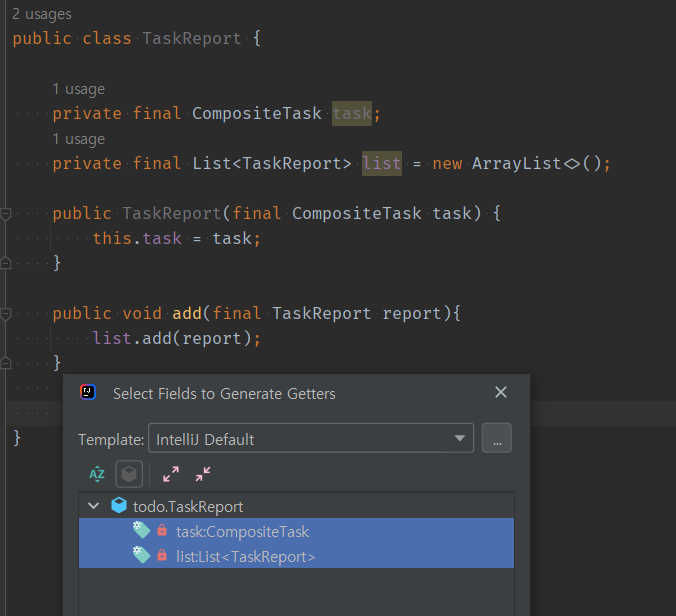 2 usages
public class TaskReport {
1 usage
private final CompositeTask task;
1 usage
private final List<TaskReport> list = new ArrayList<>();
public TaskReport(final CompositeTask task) {
this.task = task;
}
public void add(final TaskReport report){
list.add(report);
}
}
Select Fields to Generate Getters
Template: IntelliJ Default ...
AZ
todo.TaskReport
task:CompositeTask
list:List<TaskReport>